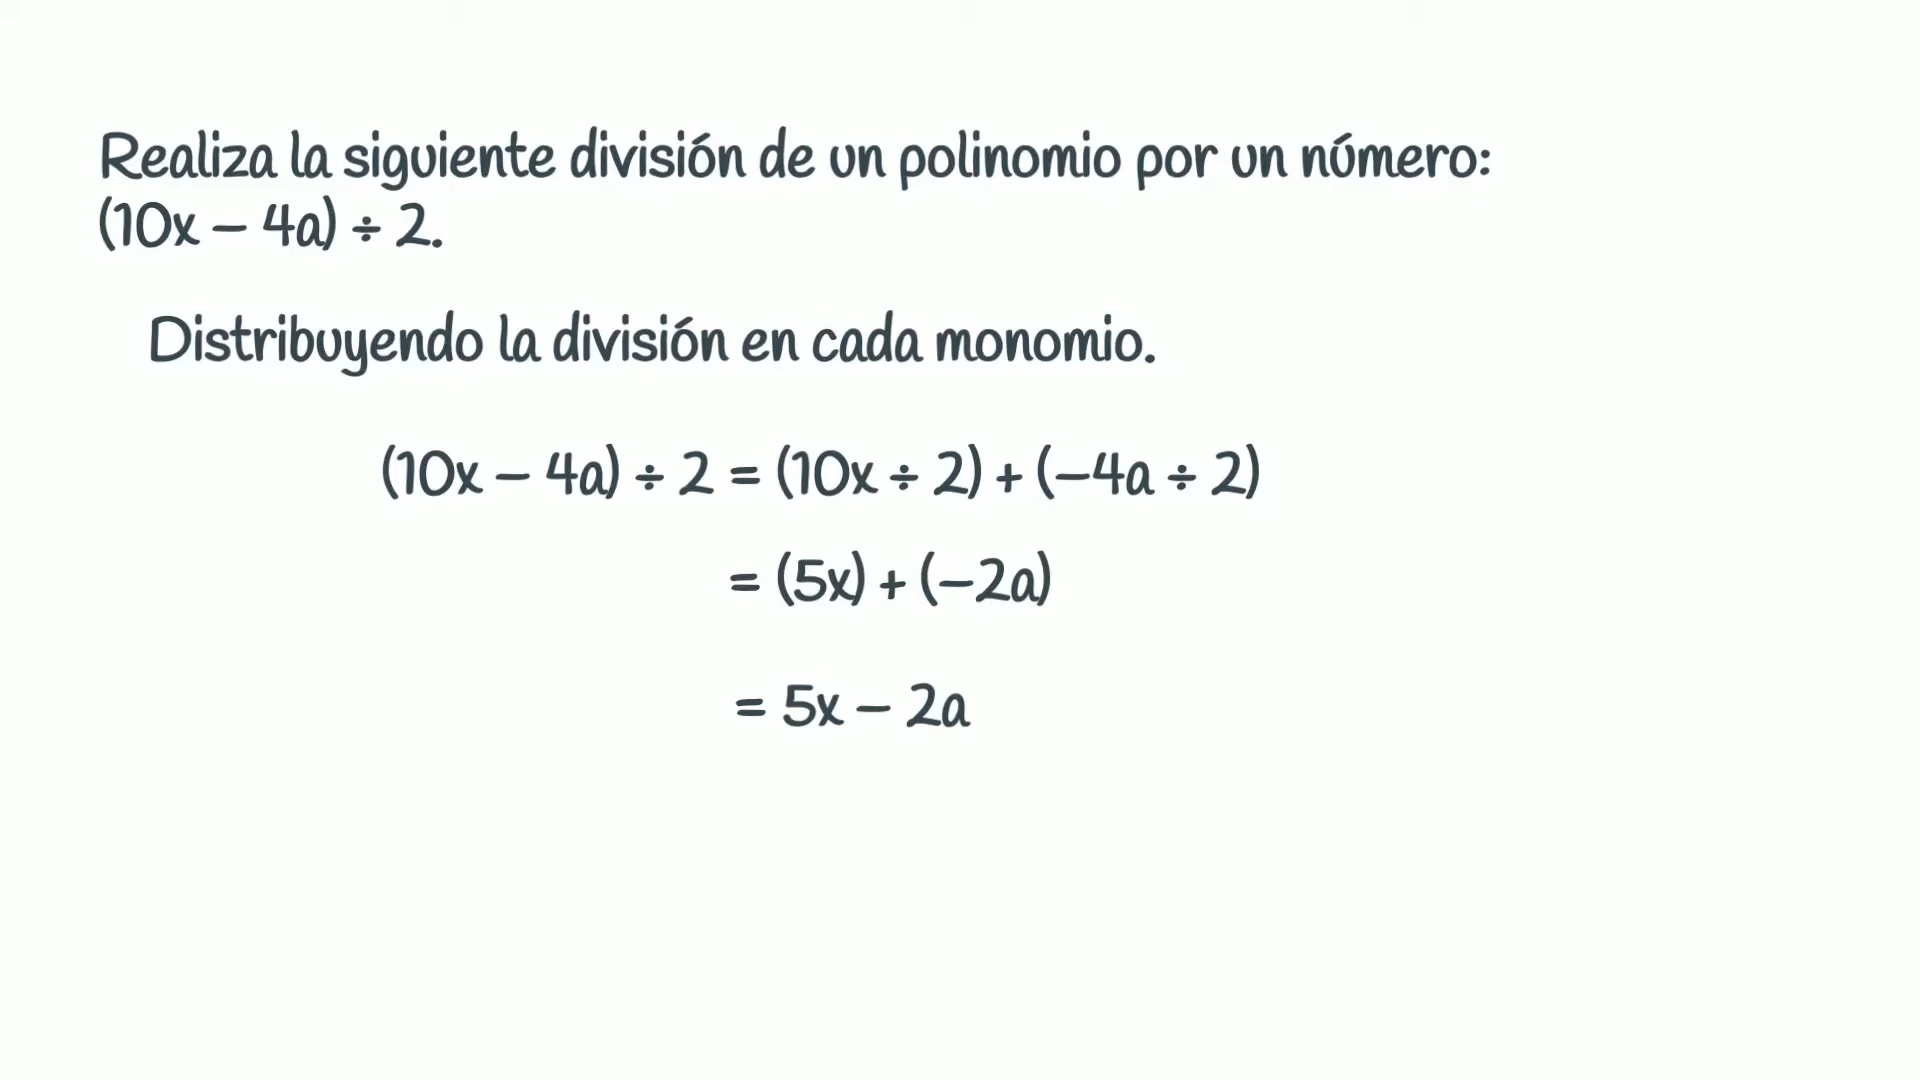 Realiza la siguiente división de un polinomio por un número:
(10x – 4a) ÷ 2.
Distribuyendo la división en cada monomio.
(10x – 4a) ÷ 2 = (10x ÷ 2) + (–4a ÷ 2)
= (5x) + (–2a)
= 5x – 2a